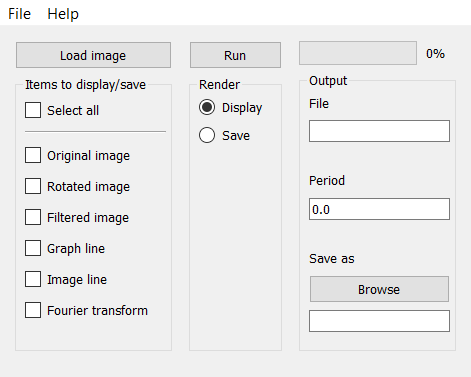 File Help
Load image
Run
0%
Items to display/save
Select all
Original image
Rotated image
Filtered image
Graph line
Image line
Fourier transform
Render
Display
Save
Output
File
Period
0.0
Save as
Browse